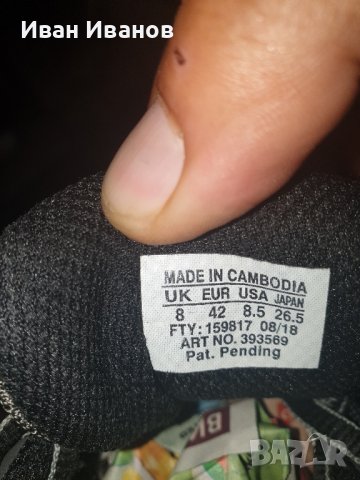 Иван Иванов
MADE IN CAMBODIA
UK EUR USA JAPAN
8 42 8.5 26.5
FTY: 159817 08/18
ART NO. 393569
Pat. Pending
BAZAR